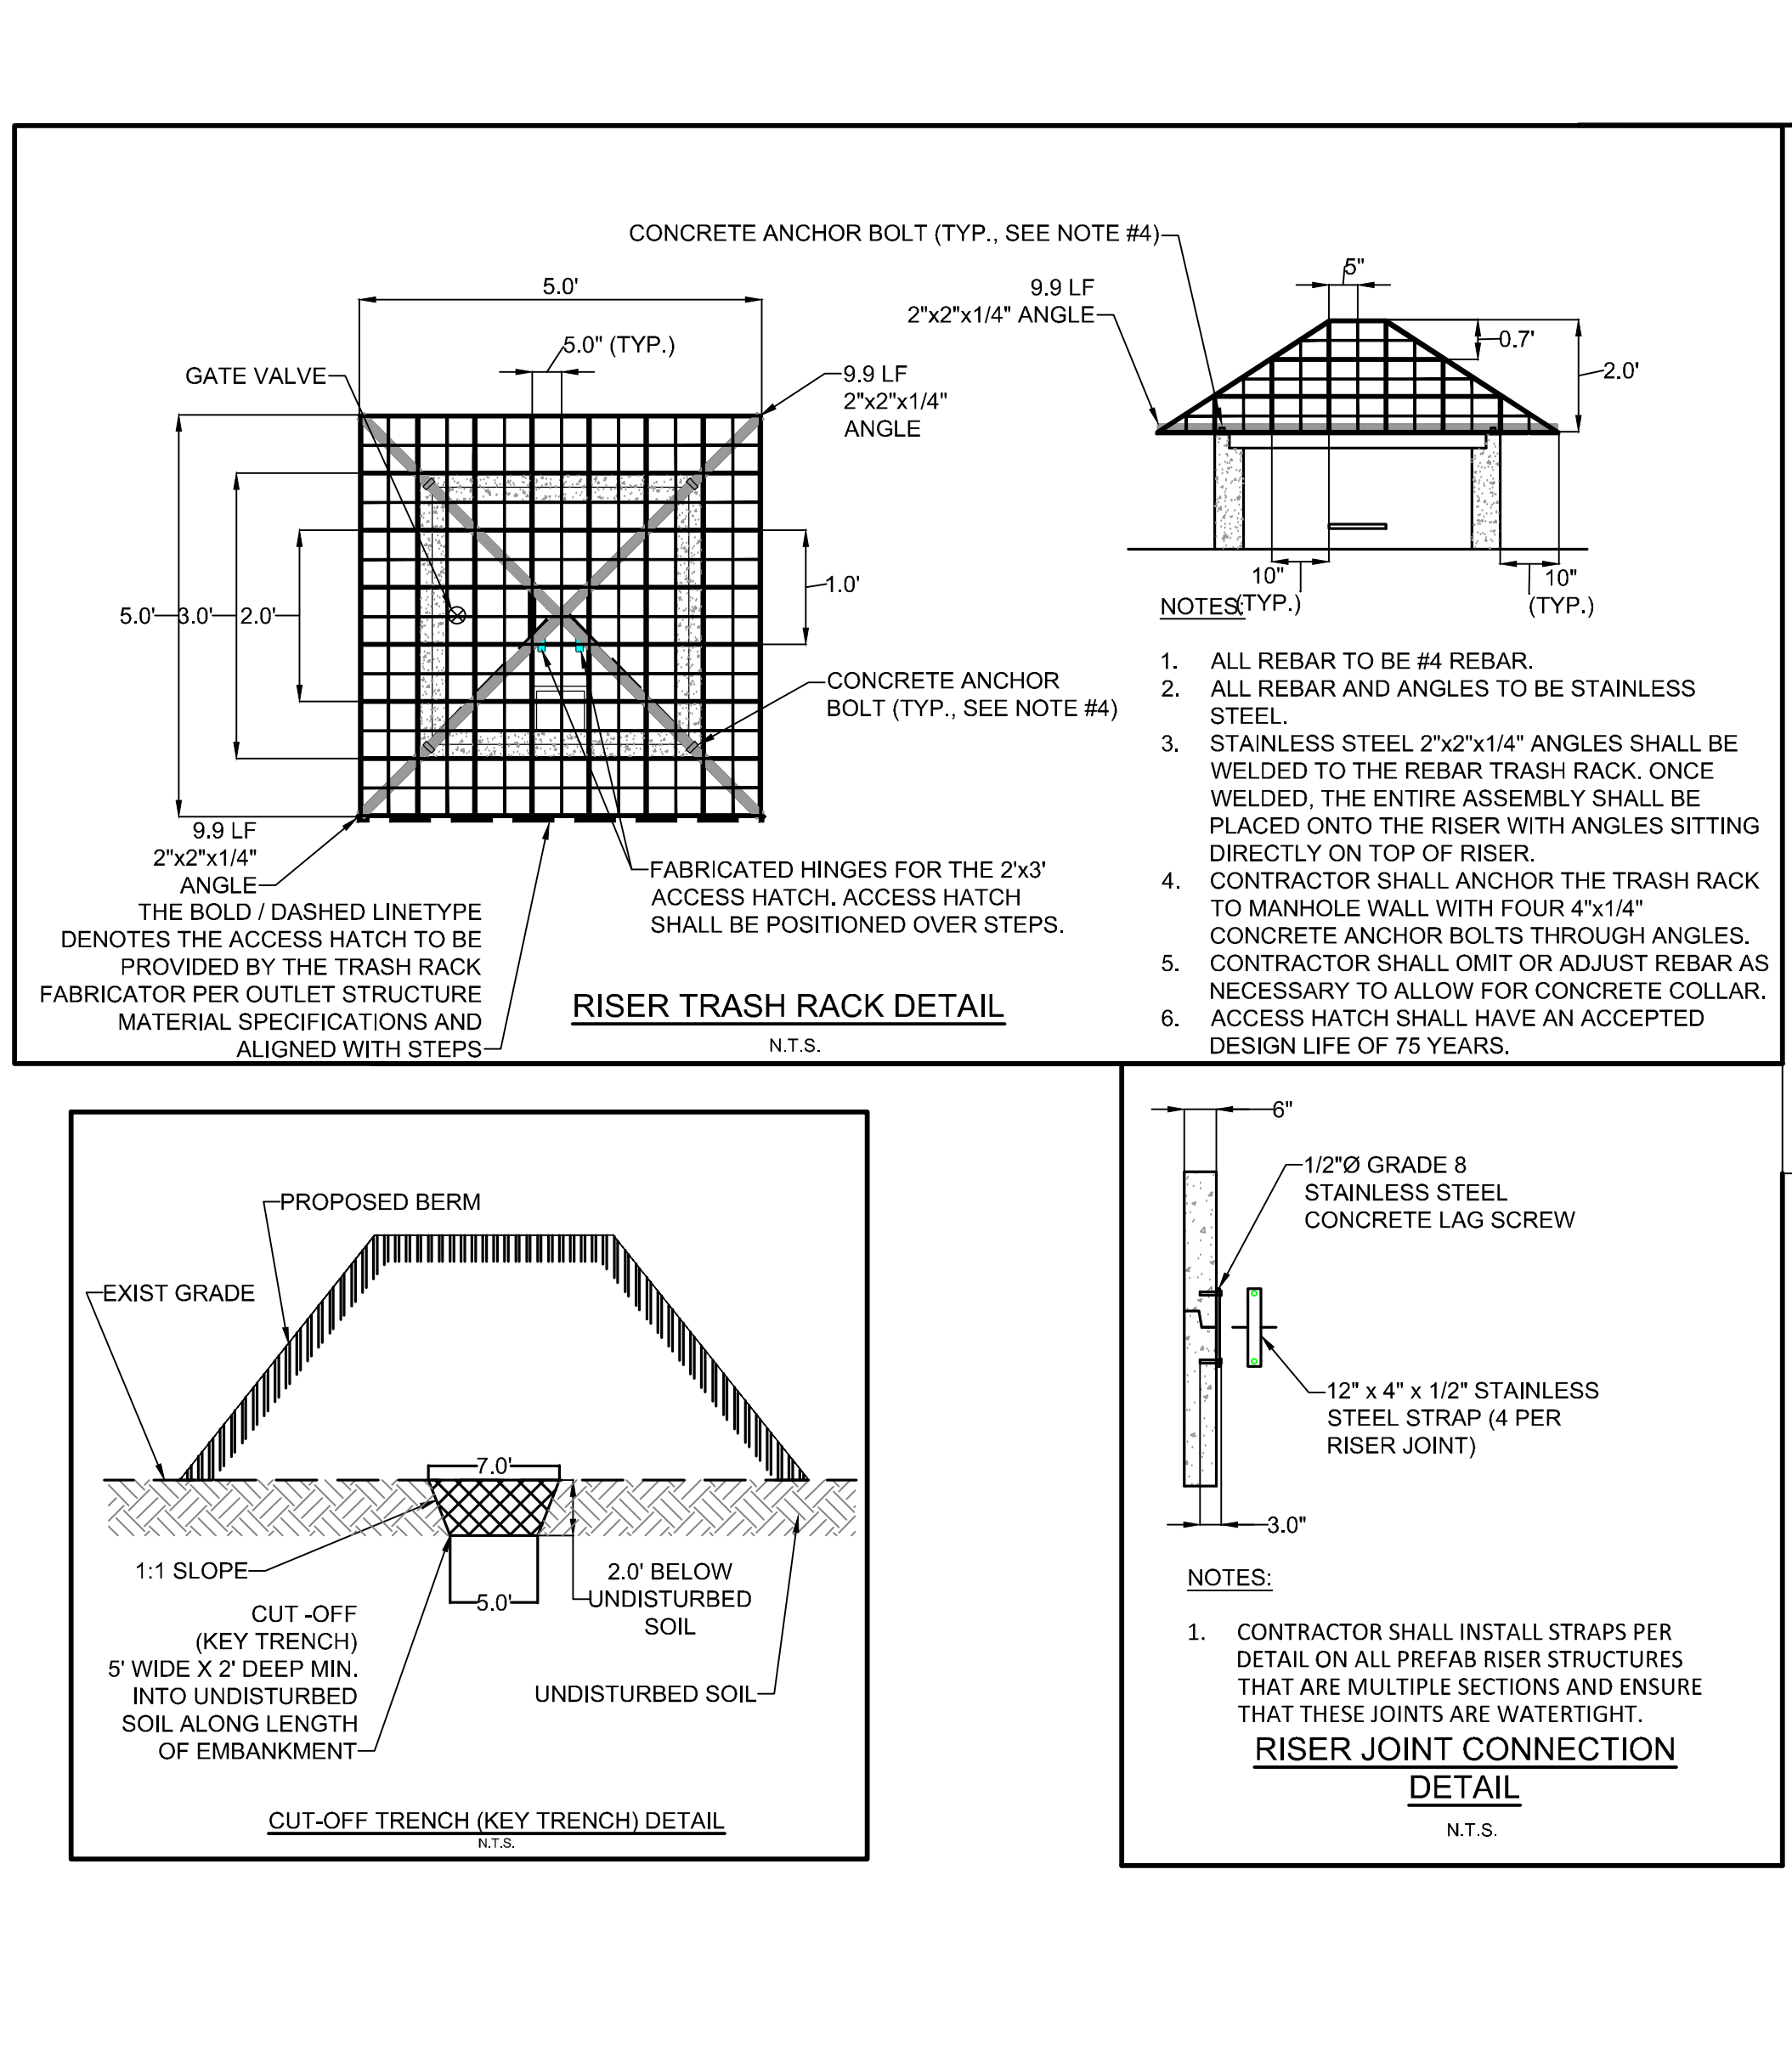 CONCRETE ANCHOR BOLT (TYP., SEE NOTE #4)
5.0'
5.0" (TYP.)
GATE VALVE
9.9 LF
2"x2"x1/4"
ANGLE
5.0'
3.0'
2.0'
1.0'
CONCRETE ANCHOR
BOLT (TYP., SEE NOTE #4)
9.9 LF
2"x2"x1/4"
ANGLE
FABRICATED HINGES FOR THE 2'x3'
ACCESS HATCH. ACCESS HATCH
SHALL BE POSITIONED OVER STEPS.
THE BOLD / DASHED LINETYPE
DENOTES THE ACCESS HATCH TO BE
PROVIDED BY THE TRASH RACK
FABRICATOR PER OUTLET STRUCTURE
MATERIAL SPECIFICATIONS AND
ALIGNED WITH STEPS
RISER TRASH RACK DETAIL
N.T.S.
9.9 LF
2"x2"x1/4" ANGLE
5"
0.7'
2.0'
10"
(TYP.)
10"
(TYP.)
NOTES:
1. ALL REBAR TO BE #4 REBAR.
2. ALL REBAR AND ANGLES TO BE STAINLESS
STEEL.
3. STAINLESS STEEL 2"x2"x1/4" ANGLES SHALL BE
WELDED TO THE REBAR TRASH RACK. ONCE
WELDED, THE ENTIRE ASSEMBLY SHALL BE
PLACED ONTO THE RISER WITH ANGLES SITTING
DIRECTLY ON TOP OF RISER.
4. CONTRACTOR SHALL ANCHOR THE TRASH RACK
TO MANHOLE WALL WITH FOUR 4"x1/4"
CONCRETE ANCHOR BOLTS THROUGH ANGLES.
5. CONTRACTOR SHALL OMIT OR ADJUST REBAR AS
NECESSARY TO ALLOW FOR CONCRETE COLLAR.
6. ACCESS HATCH SHALL HAVE AN ACCEPTED
DESIGN LIFE OF 75 YEARS.
PROPOSED BERM
EXIST GRADE
7.0'
1:1 SLOPE
5.0'
2.0' BELOW
UNDISTURBED
SOIL
CUT -OFF
(KEY TRENCH)
5' WIDE X 2' DEEP MIN.
INTO UNDISTURBED
SOIL ALONG LENGTH
OF EMBANKMENT
UNDISTURBED SOIL
CUT-OFF TRENCH (KEY TRENCH) DETAIL
N.T.S.
6"
1/2"Ø GRADE 8
STAINLESS STEEL
CONCRETE LAG SCREW
12" x 4" x 1/2" STAINLESS
STEEL STRAP (4 PER
RISER JOINT)
3.0"
NOTES:
1. CONTRACTOR SHALL INSTALL STRAPS PER
DETAIL ON ALL PREFAB RISER STRUCTURES
THAT ARE MULTIPLE SECTIONS AND ENSURE
THAT THESE JOINTS ARE WATERTIGHT.
RISER JOINT CONNECTION
DETAIL
N.T.S.